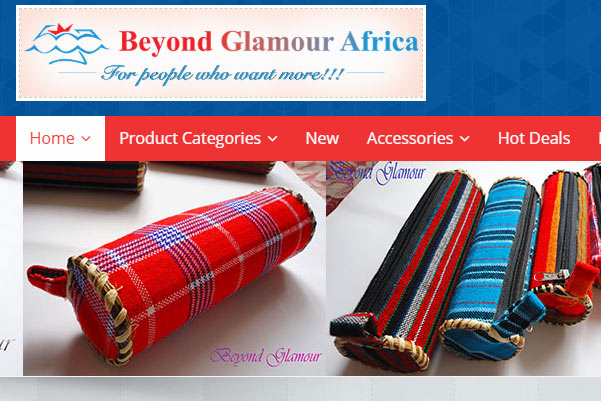 Beyond Glamour Africa
For people who want more!!!
Home Product Categories New Accessories Hot Deals
Beyond Glamour
Beyond Glamour